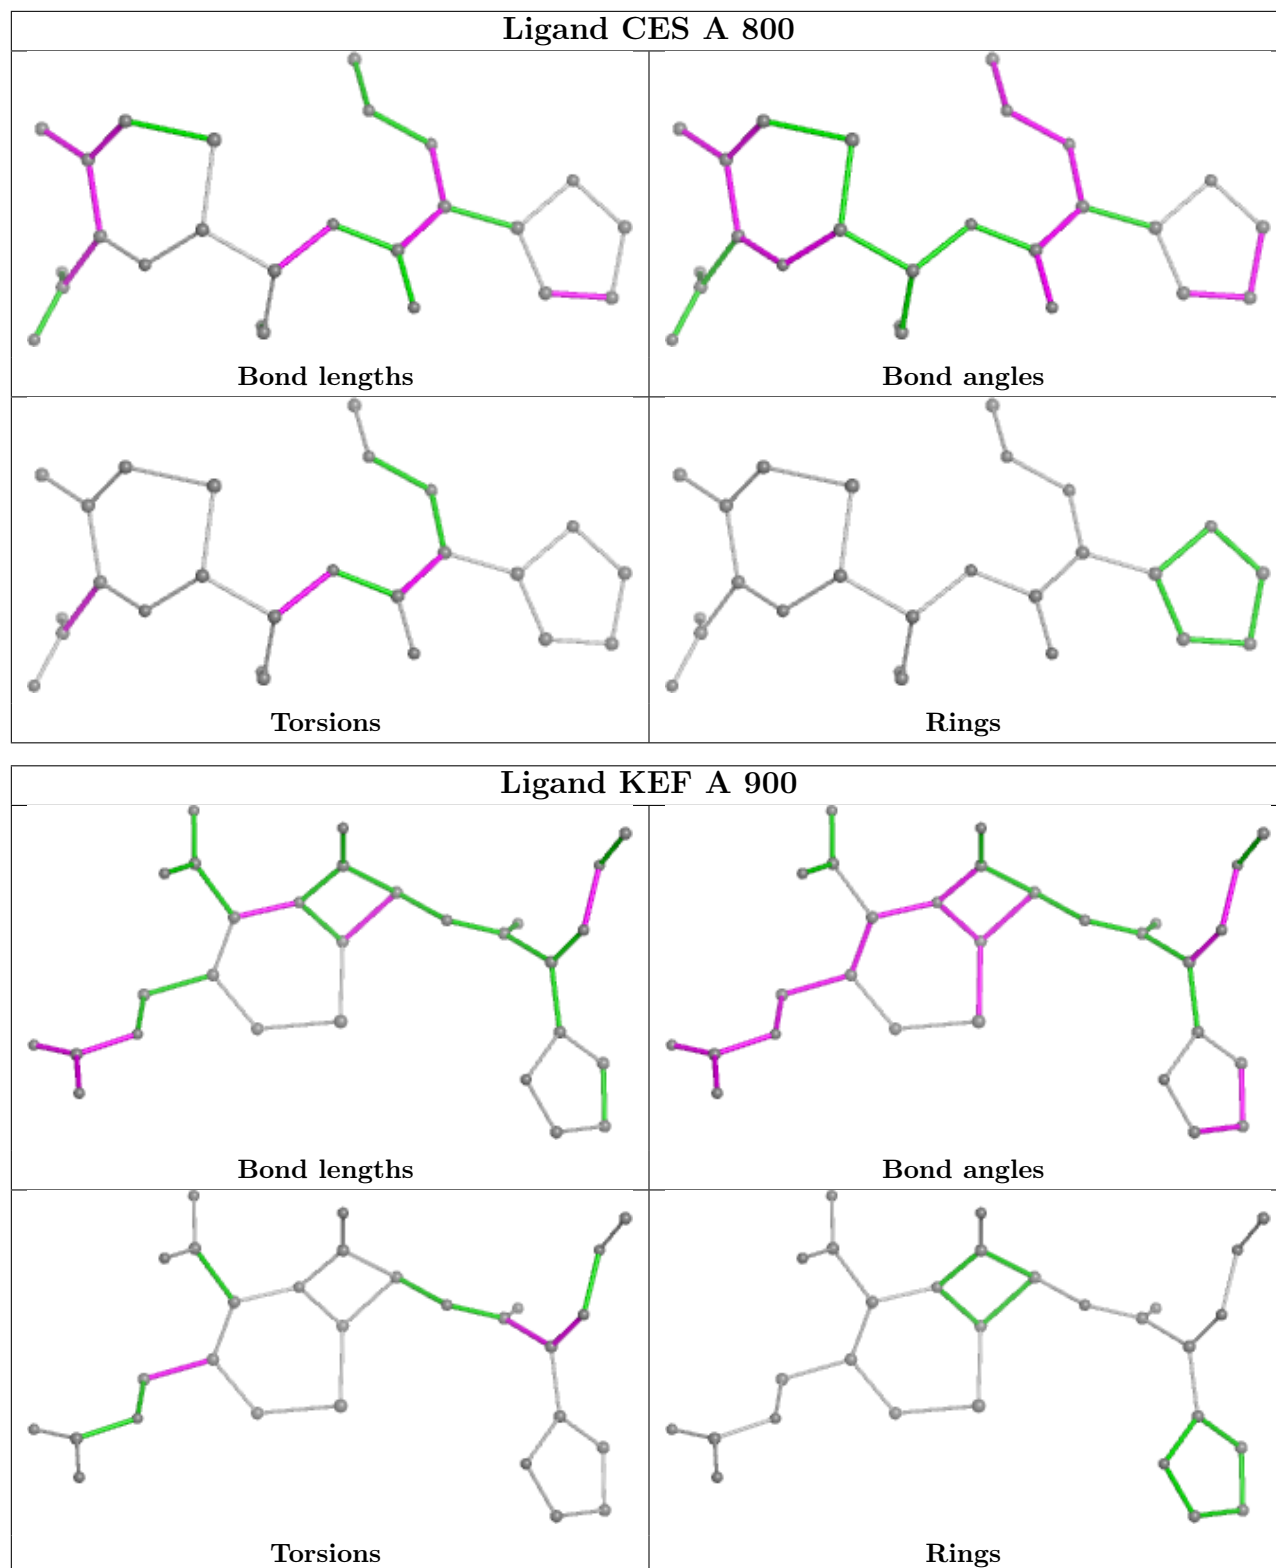 Ligand CES A 800
Bond lengths
Bond angles
Torsions
Rings
Ligand KEF A 900
Bond lengths
Bond angles
Torsions
Rings